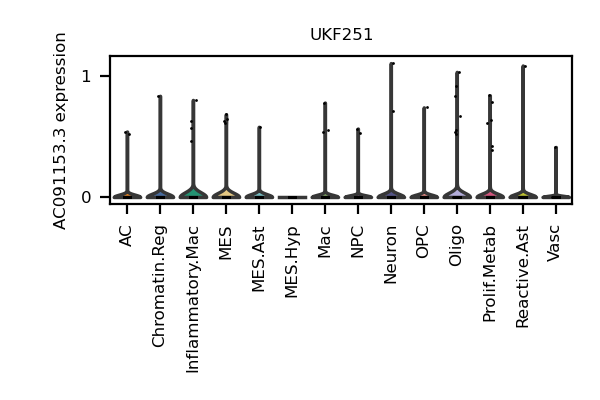 UKF251
AC091153.3 expression
1
0
AC
Chromatin.Reg
Inflammatory.Mac
MES
MES.Ast
MES.Hyp
Mac
NPC
Neuron
OPC
Oligo
Prolif.Metab
Reactive.Ast
Vasc